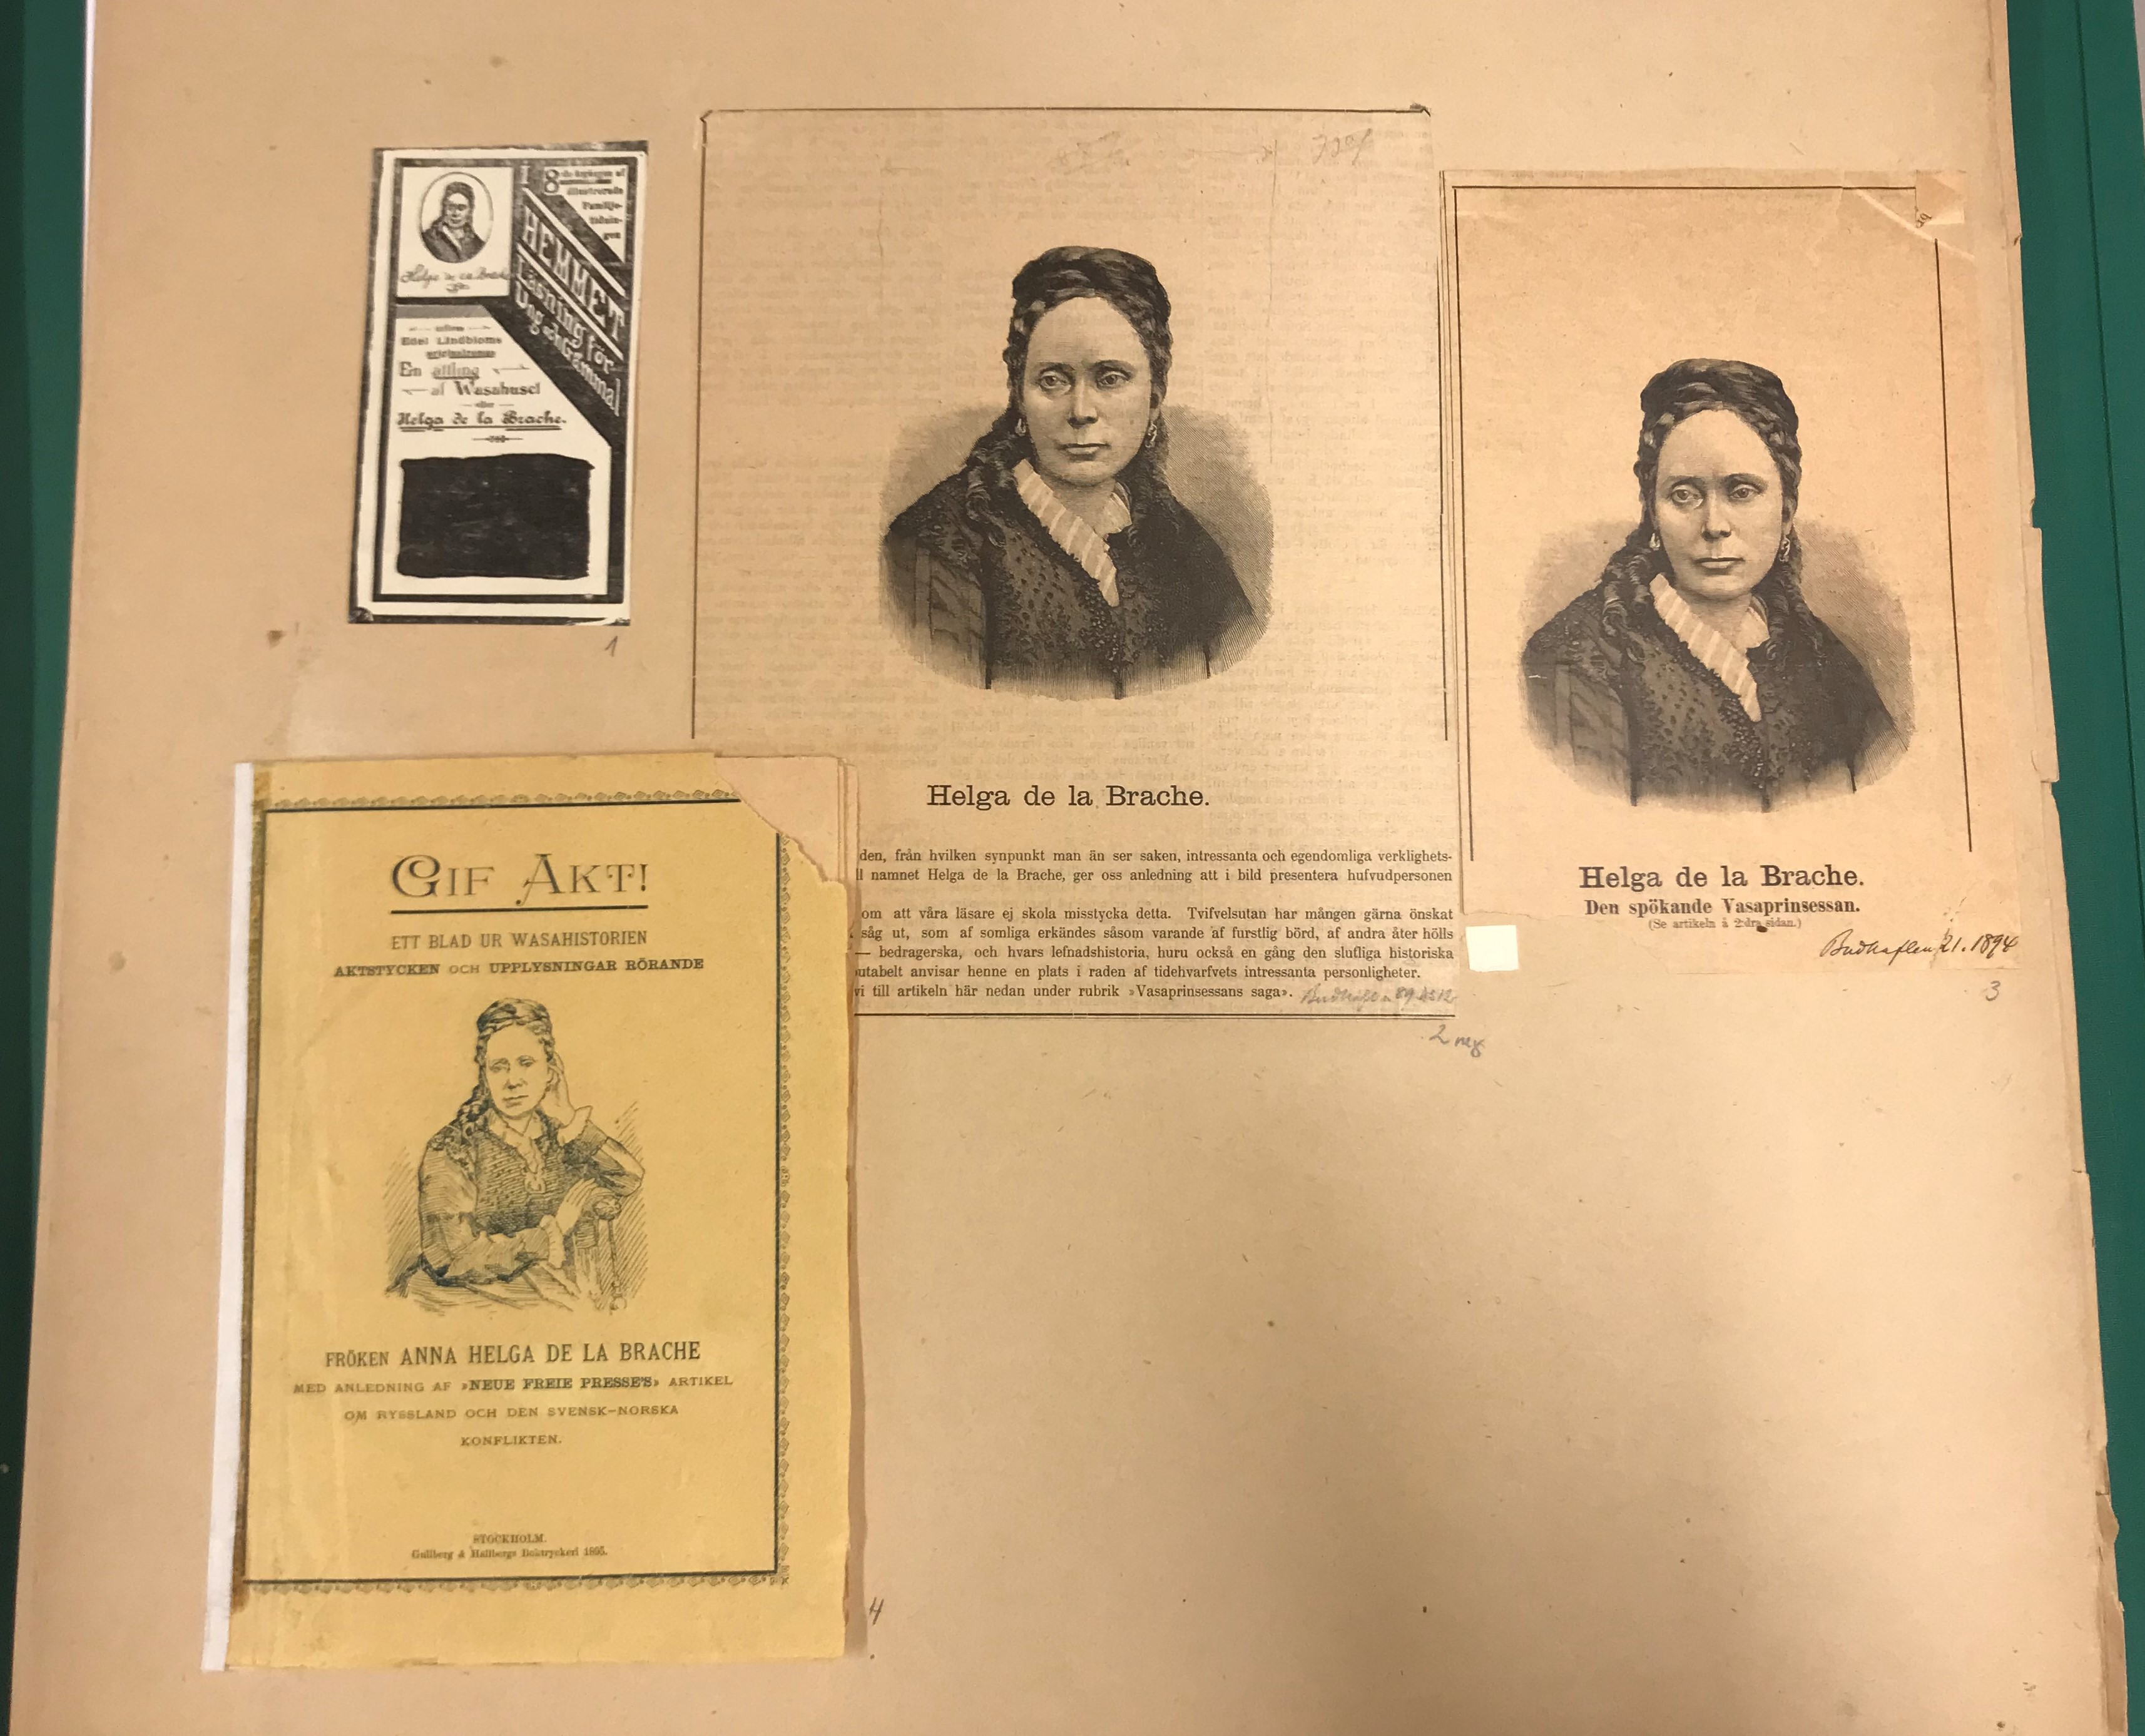 I 8
de årgången af
illustrerade
Familje-
tidnin-
gen
HEMMET
Läsning för
Ung och Gammal
Helga de la Brache
utom
Edel Lindbloms
originalroman
En ättling
af Wasahuset
eller
Helga de la Brache.
1
Helga de la Brache.
den, från hvilken synpunkt man än ser saken, intressanta och egendomliga verklighets-
namnet Helga de la Brache, ger oss anledning att i bild presentera hufvudpersonen
om att våra läsare ej skola misstycka detta. Tvifvelsutan har mången gärna önskat
såg ut, som af somliga erkändes såsom varande af furstlig börd, af andra åter hölls
— bedragerska, och hvars lefnadshistoria, huru också en gång den slutliga historiska
utabelt anvisar henne en plats i raden af tidehvarfvets intressanta personligheter.
vi till artikeln här nedan under rubrik »Vasaprinsessans saga».
2
Helga de la Brache.
Den spökande Vasaprinsessan.
(Se artikeln å 2:dra sidan.)
Budkaflen 21. 1894
3
GIF AKT!
ETT BLAD UR WASAHISTORIEN
AKTSTYCKEN OCH UPPLYSNINGAR RÖRANDE
FRÖKEN ANNA HELGA DE LA BRACHE
MED ANLEDNING AF »NEUE FREIE PRESSE'S» ARTIKEL
OM RYSSLAND OCH DEN SVENSK-NORSKA
KONFLIKTEN.
STOCKHOLM.
Gullberg & Hallbergs Boktryckeri 1895.
4